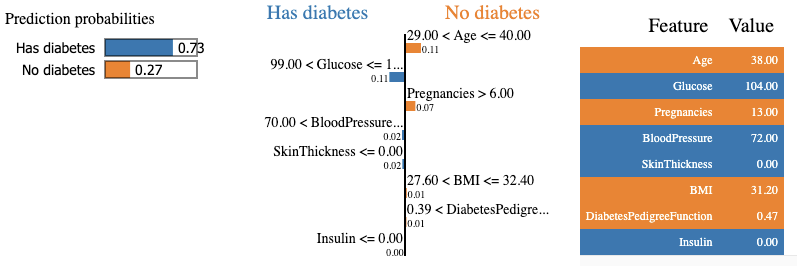 Prediction probabilities
Has diabetes 0.73
No diabetes 0.27
Has diabetes No diabetes
29.00 < Age <= 40.00
0.11
99.00 < Glucose <= 1...
0.11
Pregnancies > 6.00
0.07
70.00 < BloodPressure...
0.02
SkinThickness <= 0.00
0.02
27.60 < BMI <= 32.40
0.01
0.39 < DiabetesPedigre...
0.01
Insulin <= 0.00
0.00
Feature Value
Age 38.00
Glucose 104.00
Pregnancies 13.00
BloodPressure 72.00
SkinThickness 0.00
BMI 31.20
DiabetesPedigreeFunction 0.47
Insulin 0.00